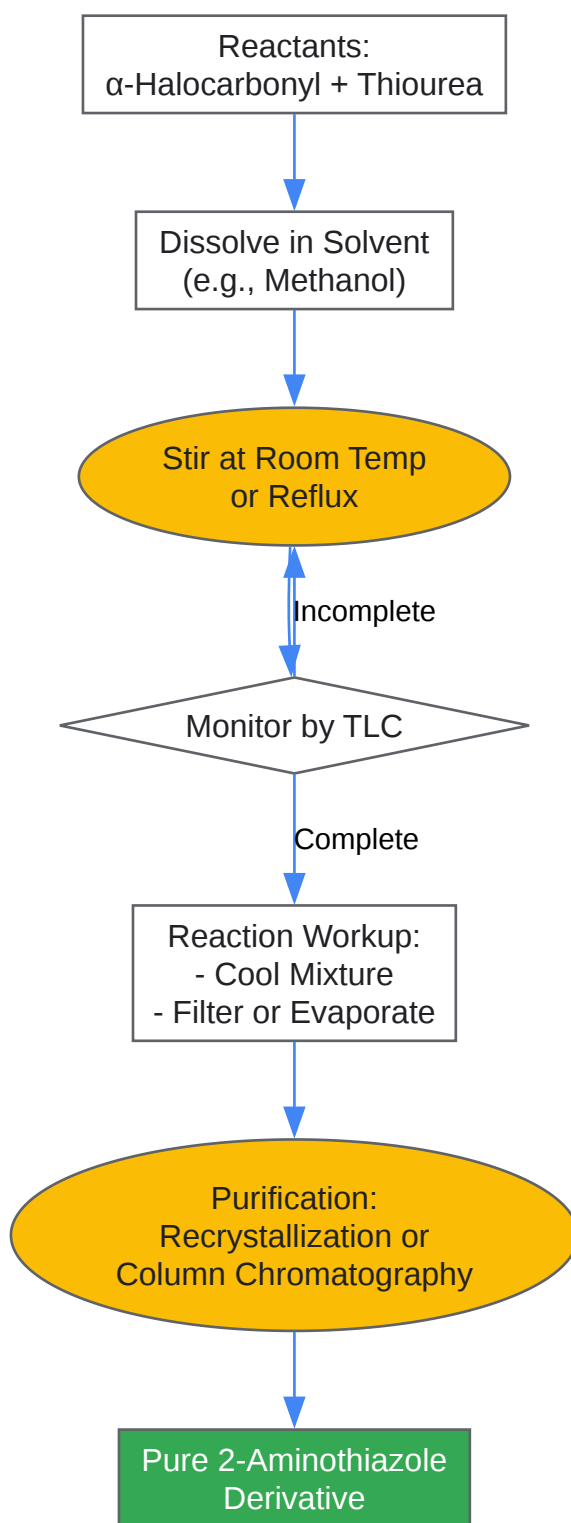 Reactants:
α-Halocarbonyl + Thiourea
Dissolve in Solvent
(e.g., Methanol)
Stir at Room Temp
or Reflux
Incomplete
Monitor by TLC
Complete
Reaction Workup:
- Cool Mixture
- Filter or Evaporate
Purification:
Recrystallization or
Column Chromatography
Pure 2-Aminothiazole
Derivative